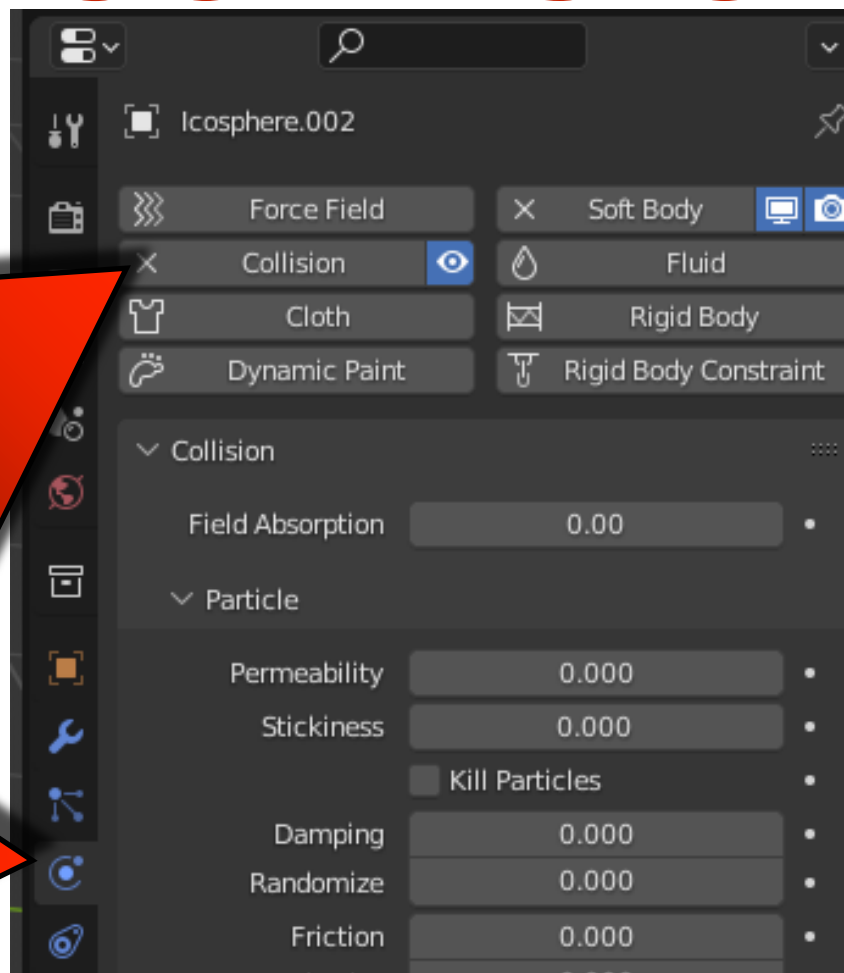 Icosphere.002
Force Field
Soft Body
Collision
Fluid
Cloth
Rigid Body
Dynamic Paint
Rigid Body Constraint
Collision
Field Absorption 0.00
Particle
Permeability 0.000
Stickiness 0.000
Kill Particles
Damping 0.000
Randomize 0.000
Friction 0.000